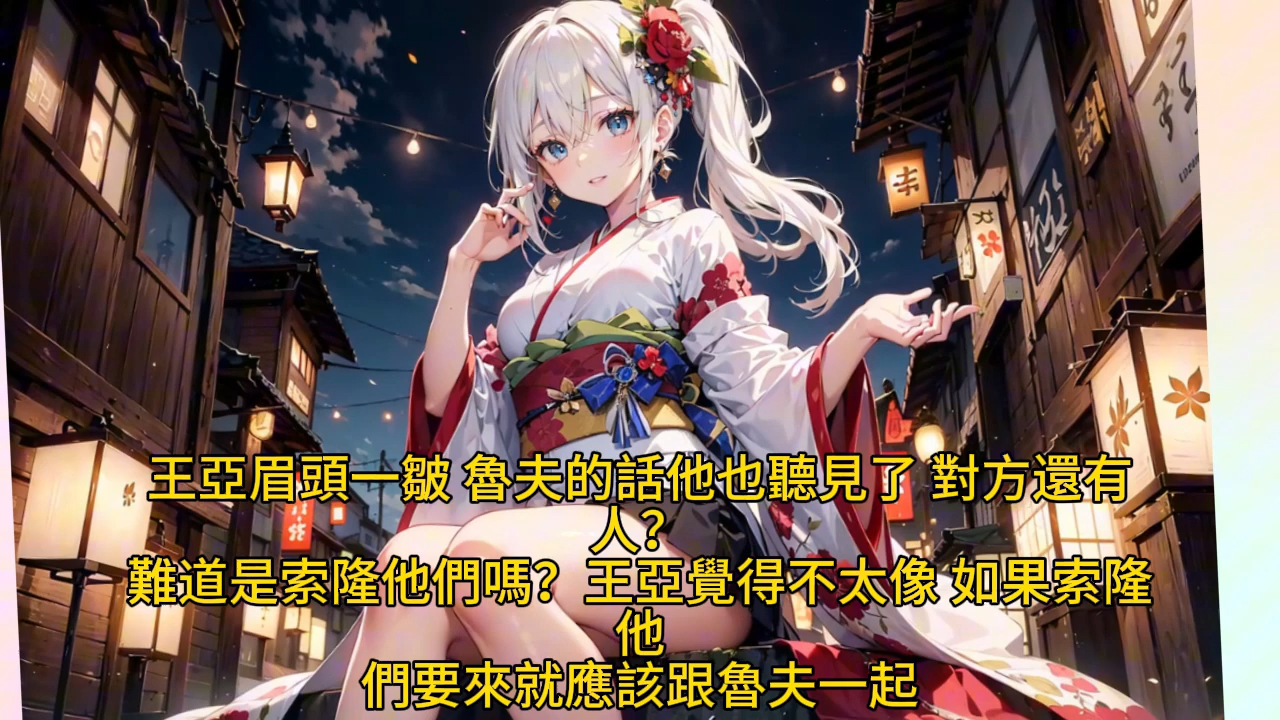 王亞眉頭一皺 魯夫的話他也聽見了 對方還有
人?
難道是索隆他們嗎? 王亞覺得不太像 如果索隆
他
們要來就應該跟魯夫一起